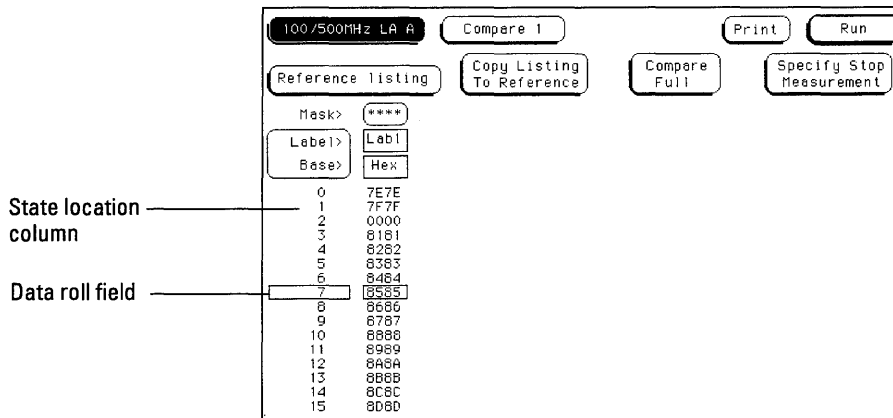 100/500MHz LA A Compare 1 Print Run
Reference listing Copy Listing To Reference Compare Full Specify Stop Measurement
Mask> ****
Label> Lab1
Base> Hex
0 7E7E
1 7F7F
2 0000
3 8181
4 8282
5 8383
6 8484
7 8585
8 8686
9 8787
10 8888
11 8989
12 8A8A
13 8B8B
14 8C8C
15 8D8D
State location
column
Data roll field